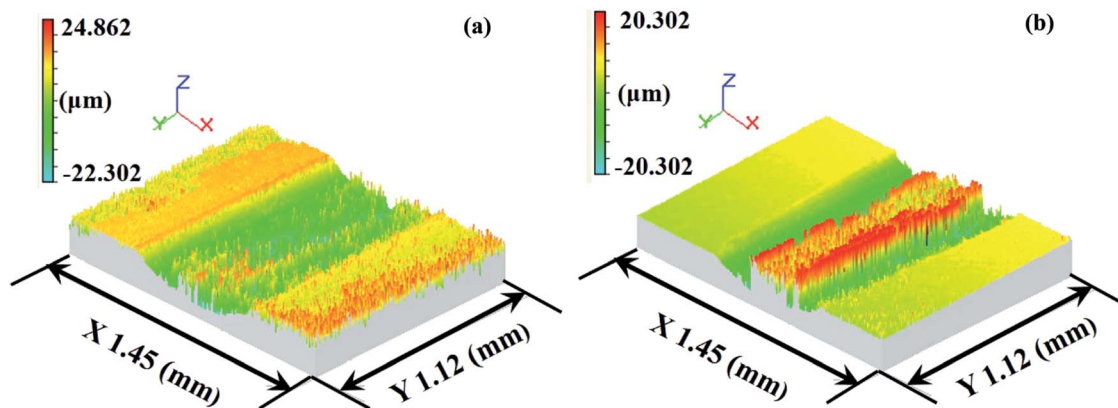 24.862
(a)
(μm)
Z
Y
X
-22.302
X 1.45 (mm)
Y 1.12 (mm)
20.302
(b)
(μm)
Z
Y
X
-20.302
X 1.45 (mm)
Y 1.12 (mm)